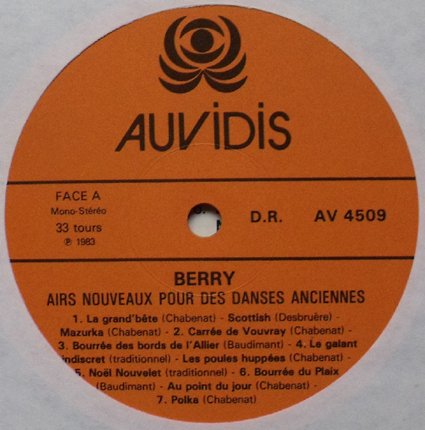 AUVIDIS
FACE A
Mono-Stéréo
33 tours
℗ 1983
D.R. AV 4509
BERRY
AIRS NOUVEAUX POUR DES DANSES ANCIENNES
1. La grand'bête (Chabenat) - Scottish (Desbruère) -
Mazurka (Chabenat) - 2. Carrée de Vouvray (Chabenat) -
3. Bourrée des bords de l'Allier (Baudimant) - 4. Le galant
indiscret (traditionnel) - Les poules huppées (Chabenat) -
5. Noël Nouvelet (traditionnel) - 6. Bourrée du Plaix
(Baudimant) - Au point du jour (Chabenat) -
7. Polka (Chabenat)